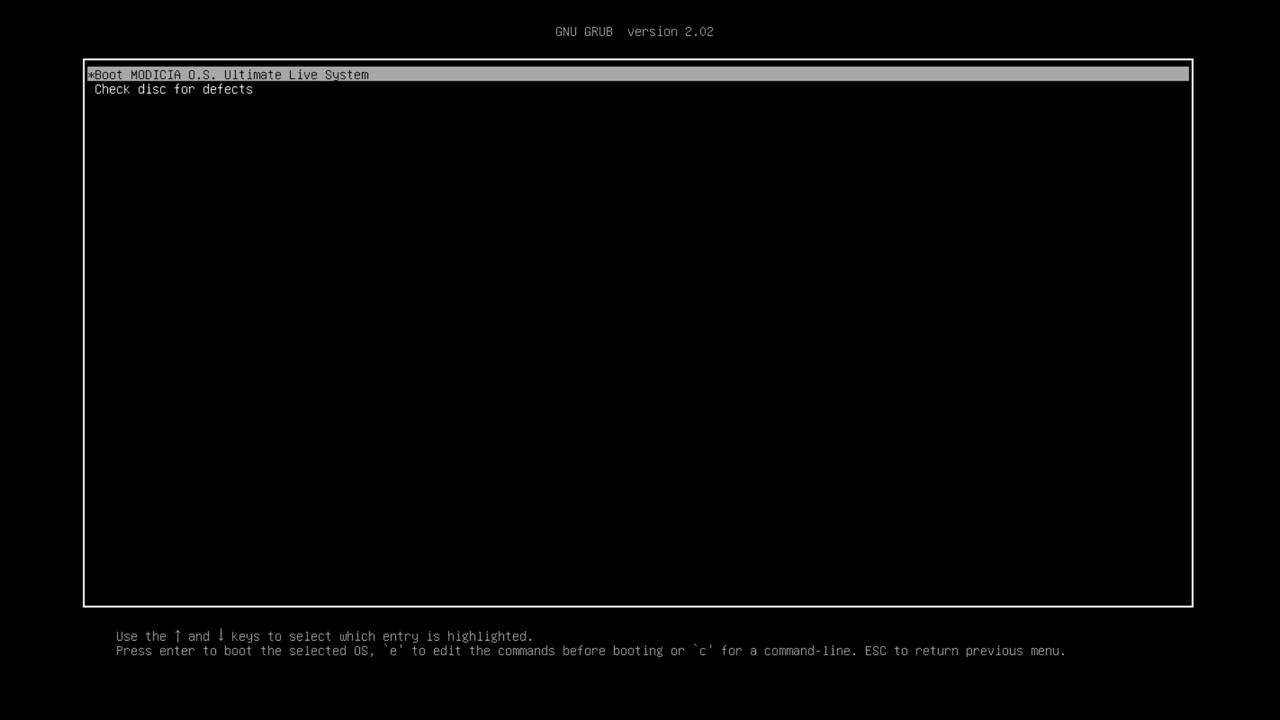 GNU GRUB  version 2.02
*Boot MODICIA O.S. Ultimate Live System
Check disc for defects
Use the ↑ and ↓ keys to select which entry is highlighted.
Press enter to boot the selected OS, `e' to edit the commands before booting or `c' for a command-line. ESC to return previous menu.